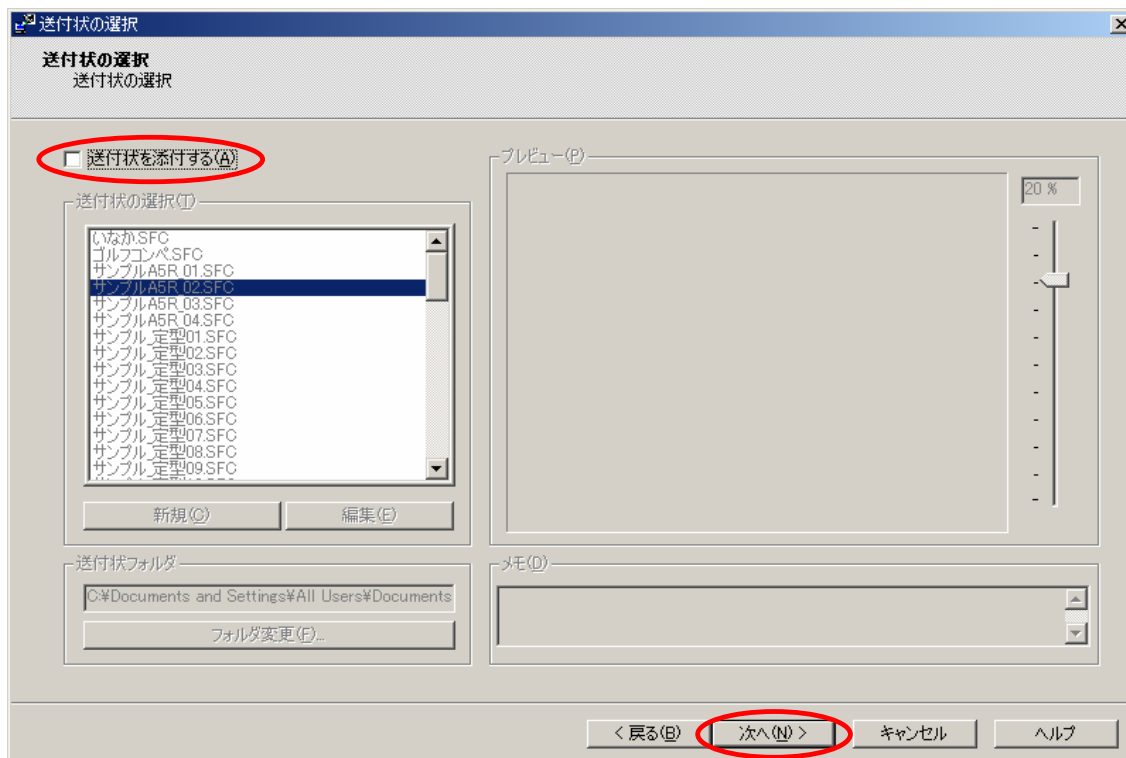 送付状の選択
送付状の選択
送付状の選択
送付状を添付する(A)
送付状の選択(T)
いなか.SFC
ゴルフコンペ.SFC
サンプルA5R_01.SFC
サンプルA5R_02.SFC
サンプルA5R_03.SFC
サンプルA5R_04.SFC
サンプル_定型01.SFC
サンプル_定型02.SFC
サンプル_定型03.SFC
サンプル_定型04.SFC
サンプル_定型05.SFC
サンプル_定型06.SFC
サンプル_定型07.SFC
サンプル_定型08.SFC
サンプル_定型09.SFC
新規(C)
編集(E)
送付状フォルダ
C:¥Documents and Settings¥All Users¥Documents
フォルダ変更(F)...
プレビュー(P)
20 %
メモ(D)
< 戻る(B)
次へ(N) >
キャンセル
ヘルプ